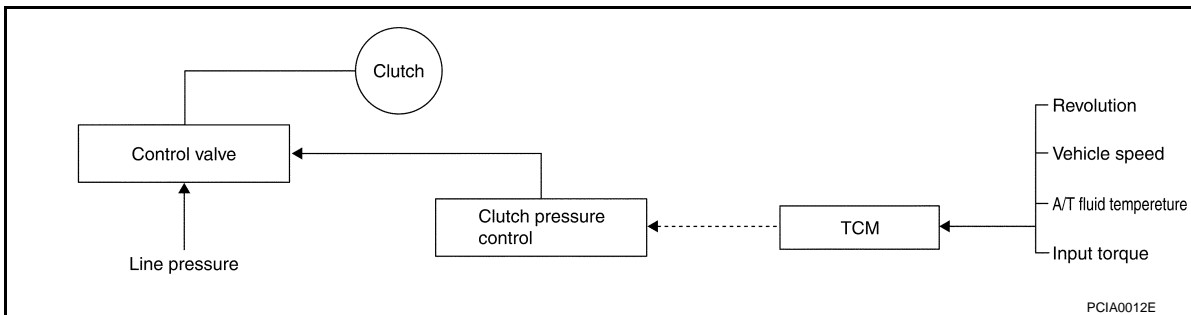 Clutch
Control valve
Line pressure
Clutch pressure
control
TCM
Revolution
Vehicle speed
A/T fluid tempereture
Input torque
PCIA0012E